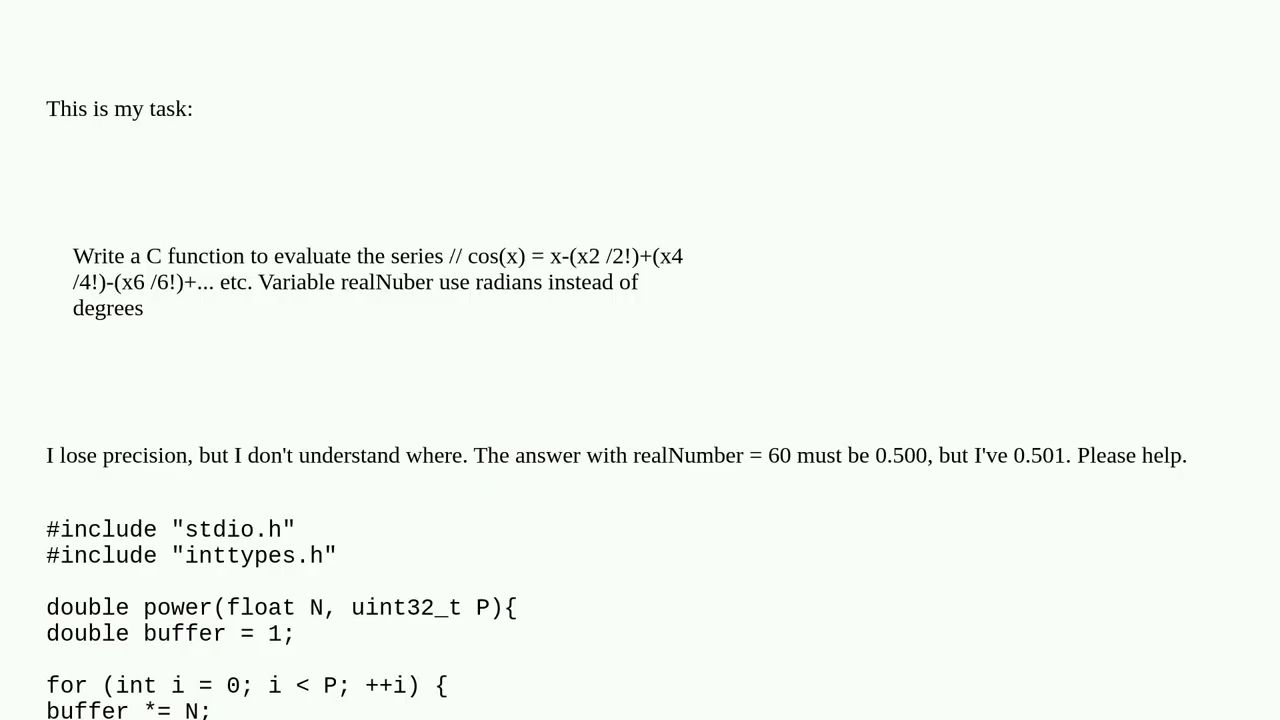 This is my task:
Write a C function to evaluate the series // cos(x) = x-(x2 /2!)+(x4
/4!)-(x6 /6!)+... etc. Variable realNuber use radians instead of
degrees
I lose precision, but I don't understand where. The answer with realNumber = 60 must be 0.500, but I've 0.501. Please help.
#include "stdio.h"
#include "inttypes.h"
double power(float N, uint32_t P){
double buffer = 1;
for (int i = 0; i < P; ++i) {
buffer *= N;